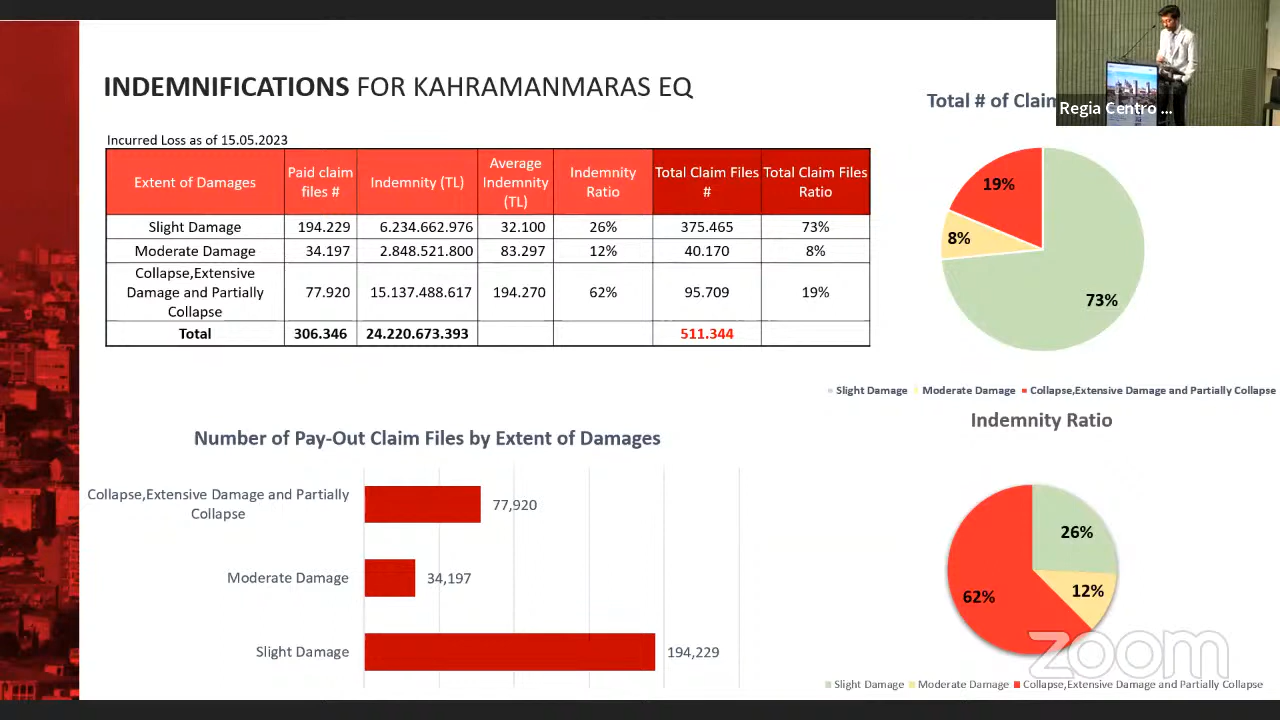 INDEMNIFICATIONS FOR KAHRAMANMARAS EQ
Total # of Claim
Regia Centro ...
Incurred Loss as of 15.05.2023
Extent of Damages Paid claim files # Indemnity (TL) Average Indemnity (TL) Indemnity Ratio Total Claim Files # Total Claim Files Ratio
Slight Damage 194.229 6.234.662.976 32.100 26% 375.465 73%
Moderate Damage 34.197 2.848.521.800 83.297 12% 40.170 8%
Collapse,Extensive Damage and Partially Collapse 77.920 15.137.488.617 194.270 62% 95.709 19%
Total 306.346 24.220.673.393 511.344
19%
8%
73%
Slight Damage Moderate Damage Collapse,Extensive Damage and Partially Collapse
Number of Pay-Out Claim Files by Extent of Damages
Collapse,Extensive Damage and Partially
Collapse
77,920
Moderate Damage 34,197
Slight Damage 194,229
Indemnity Ratio
26%
12%
62%
zoom
Slight Damage Moderate Damage Collapse,Extensive Damage and Partially Collapse